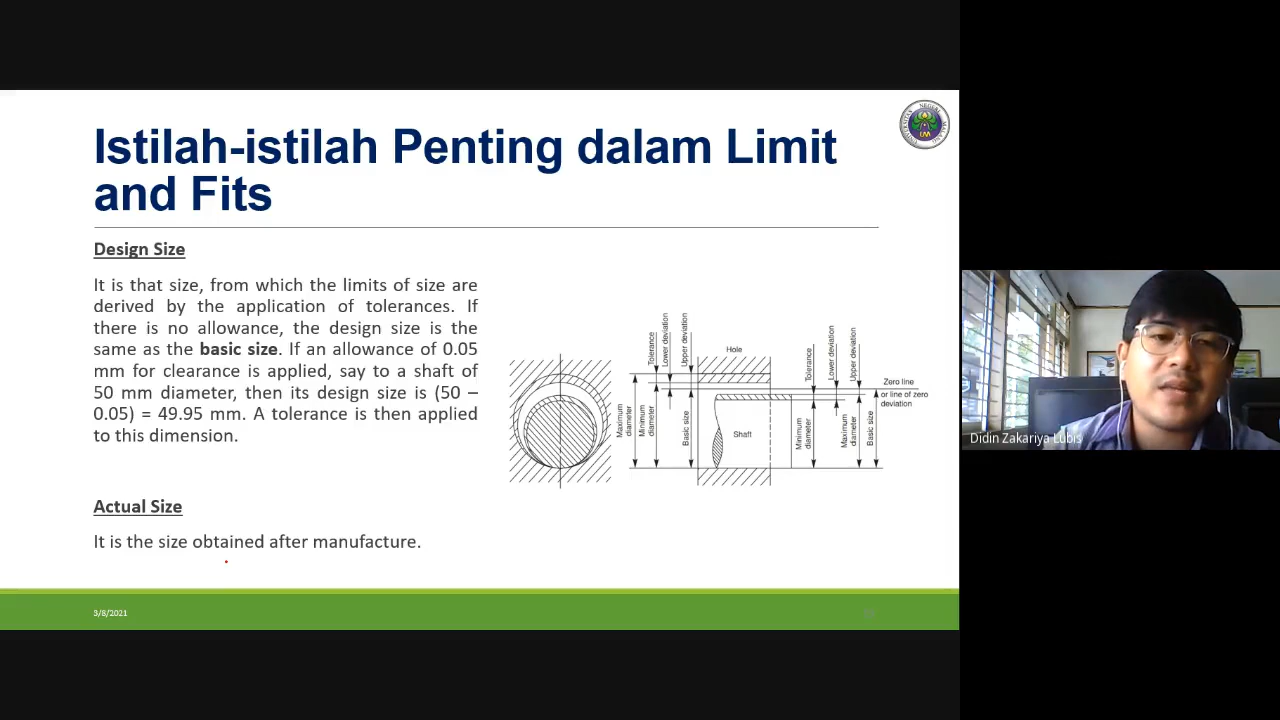 Istilah-istilah Penting dalam Limit
and Fits
Design Size
It is that size, from which the limits of size are
derived by the application of tolerances. If
there is no allowance, the design size is the
same as the basic size. If an allowance of 0.05
mm for clearance is applied, say to a shaft of
50 mm diameter, then its design size is (50 –
0.05) = 49.95 mm. A tolerance is then applied
to this dimension.
Actual Size
It is the size obtained after manufacture.
Tolerance
Lower deviation
Upper deviation
Hole
Tolerance
Lower deviation
Upper deviation
Zero line
or line of zero
deviation
Maximum
diameter
Minimum
diameter
Basic size
Shaft
Minimum
diameter
Maximum
diameter
Basic size
3/8/2021
Didin Zakariya Lubis